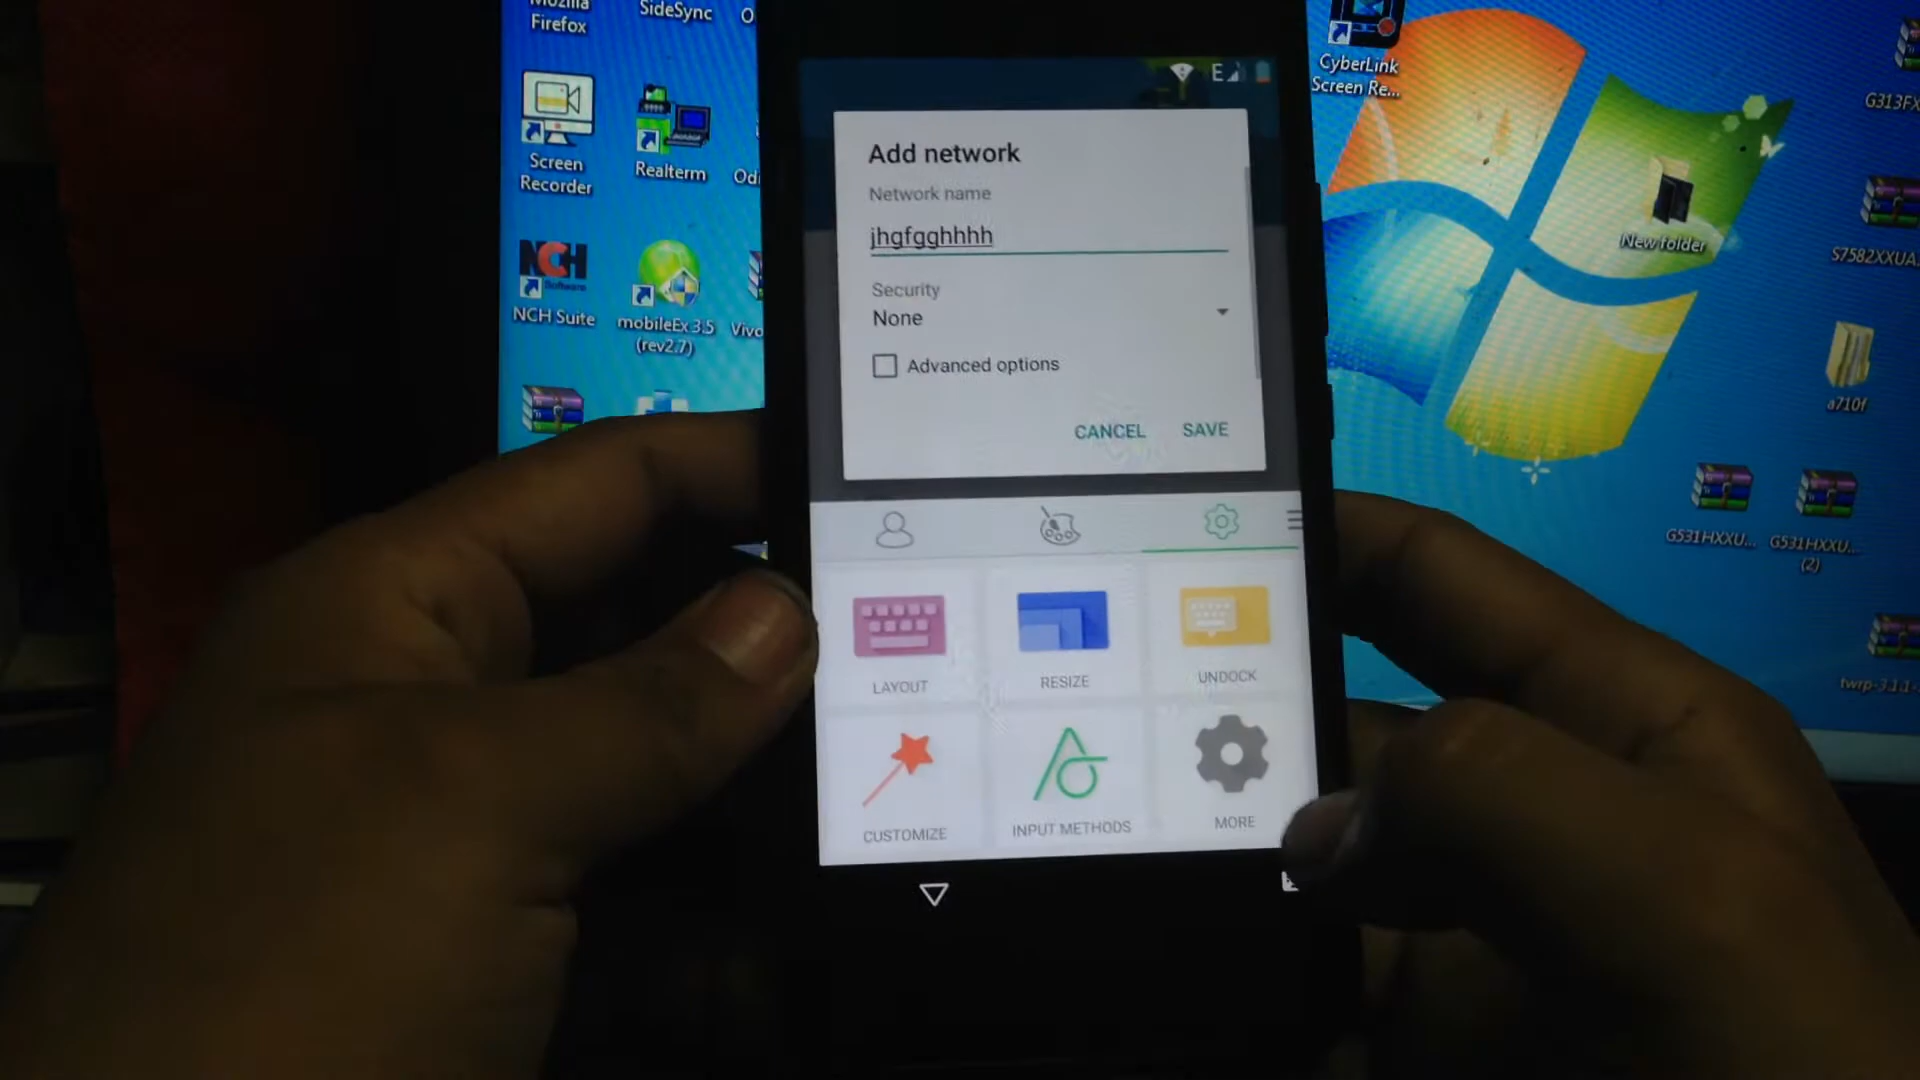 Mozilla
Firefox
SideSync
Screen
Recorder
Realterm
NCH
Software
NCH Suite
mobileEx 3.5
(rev2.7)
Vivo
E
Add network
Network name
jhgfgghhhh
Security
None
Advanced options
CANCEL
SAVE
LAYOUT
RESIZE
UNDOCK
CUSTOMIZE
INPUT METHODS
MORE
CyberLink
Screen Re...
G313FX
New folder
S7582XXUA...
a710f
G531HXXU...
G531HXXU...
(2)
twrp-3.1.1-